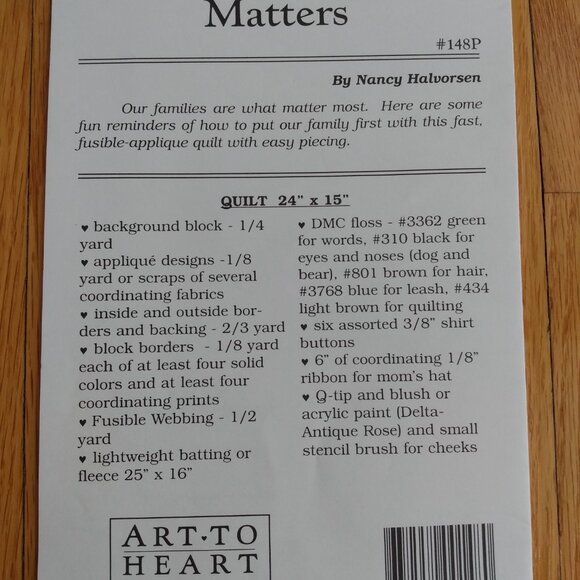 Matters
#148P
By Nancy Halvorsen
Our families are what matter most. Here are some
fun reminders of how to put our family first with this fast,
fusible-applique quilt with easy piecing.
QUILT 24" x 15"
♥ background block - 1/4
yard
♥ appliqué designs -1/8
yard or scraps of several
coordinating fabrics
♥ inside and outside bor-
ders and backing - 2/3 yard
♥ block borders - 1/8 yard
each of at least four solid
colors and at least four
coordinating prints
♥ Fusible Webbing - 1/2
yard
♥ lightweight batting or
fleece 25" x 16"
♥ DMC floss - #3362 green
for words, #310 black for
eyes and noses (dog and
bear), #801 brown for hair,
#3768 blue for leash, #434
light brown for quilting
♥ six assorted 3/8" shirt
buttons
♥ 6" of coordinating 1/8"
ribbon for mom's hat
♥ Q-tip and blush or
acrylic paint (Delta-
Antique Rose) and small
stencil brush for cheeks
ART♥TO
HEART